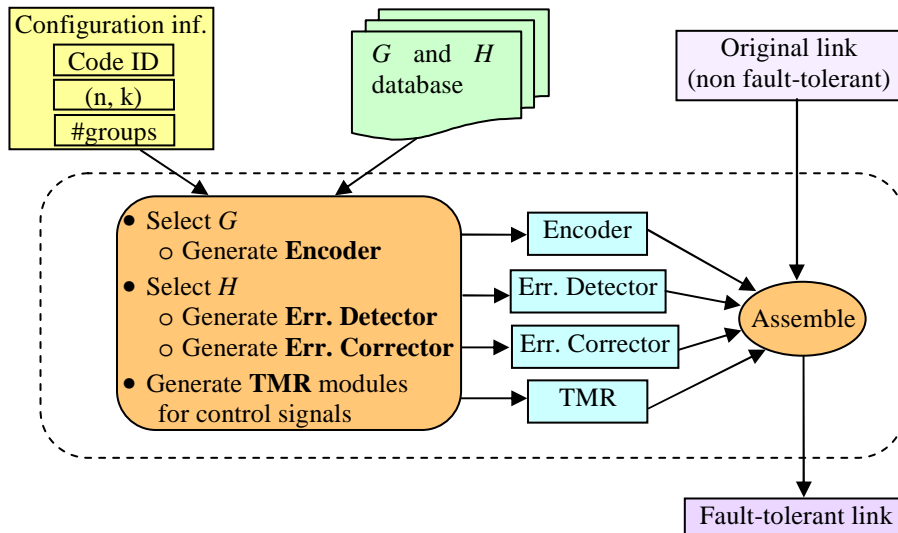 Configuration inf.
Code ID
(n, k)
#groups
G and H
database
Original link
(non fault-tolerant)
• Select G
o Generate Encoder
• Select H
o Generate Err. Detector
o Generate Err. Corrector
• Generate TMR modules
for control signals
Encoder
Err. Detector
Err. Corrector
TMR
Assemble
Fault-tolerant link